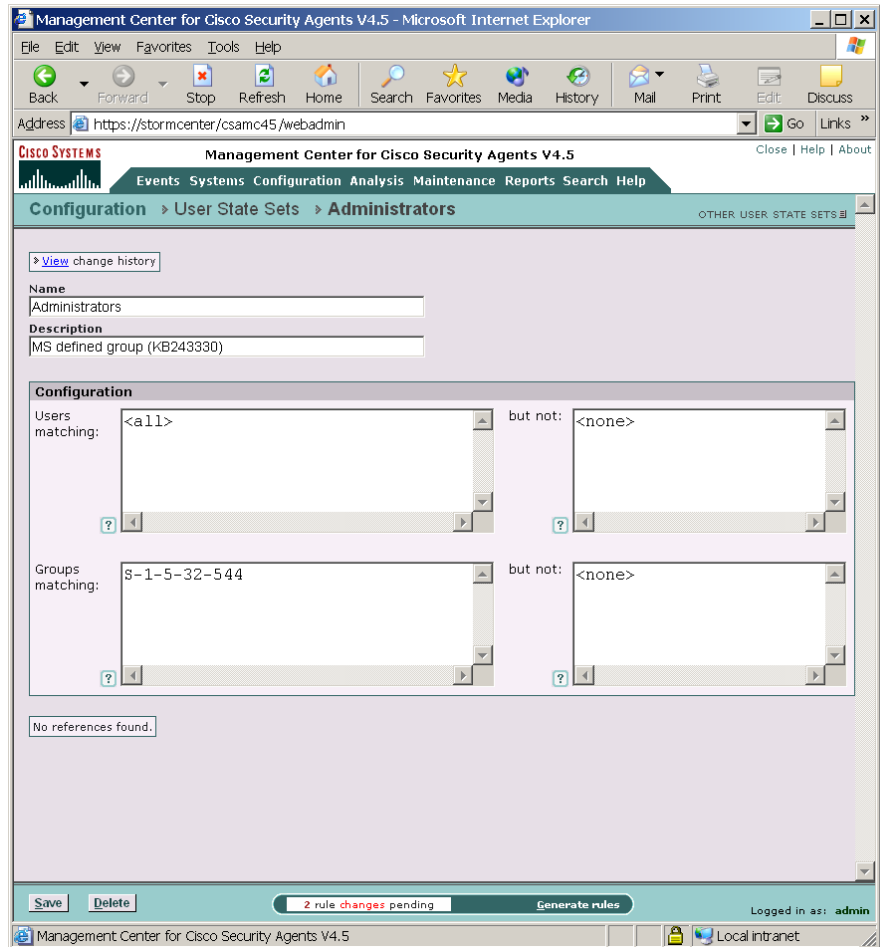 Management Center for Cisco Security Agents V4.5 - Microsoft Internet Explorer
File Edit View Favorites Tools Help
Back Forward Stop Refresh Home Search Favorites Media History Mail Print Edit Discuss
Address https://stormcenter/csamc45/webadmin Go Links »
CISCO SYSTEMS Management Center for Cisco Security Agents V4.5 Close | Help | About
Events Systems Configuration Analysis Maintenance Reports Search Help
Configuration > User State Sets > Administrators OTHER USER STATE SETS
> View change history
Name
Administrators
Description
MS defined group (KB243330)
Configuration
Users matching: <all> but not: <none>
?
?
Groups matching: S-1-5-32-544 but not: <none>
?
?
No references found.
Save Delete 2 rule changes pending Generate rules Logged in as: admin
Management Center for Cisco Security Agents V4.5 Local intranet